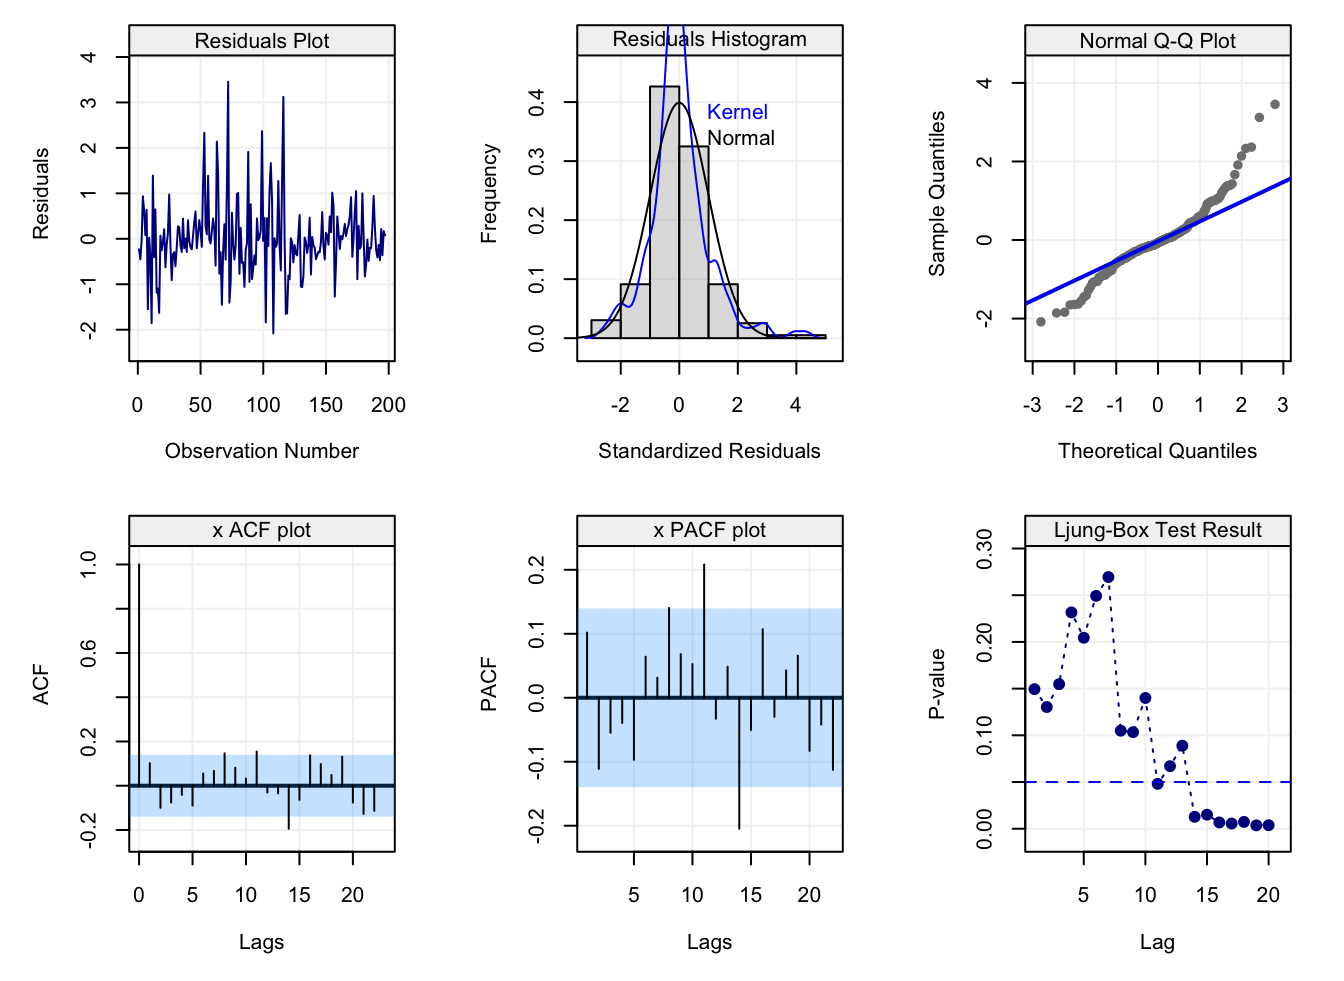 Residuals Plot
Residuals
4
3
2
1
0
-1
-2
0 50 100 150 200
Observation Number
Residuals Histogram
Frequency
0.4
0.3
0.2
0.1
0.0
Kernel
Normal
-2 0 2 4
Standardized Residuals
Normal Q-Q Plot
Sample Quantiles
4
2
0
-2
-3 -2 -1 0 1 2 3
Theoretical Quantiles
x ACF plot
ACF
1.0
0.6
0.2
-0.2
0 5 10 15 20
Lags
x PACF plot
PACF
0.2
0.1
0.0
-0.1
-0.2
5 10 15 20
Lags
Ljung-Box Test Result
P-value
0.30
0.20
0.10
0.00
5 10 15 20
Lag